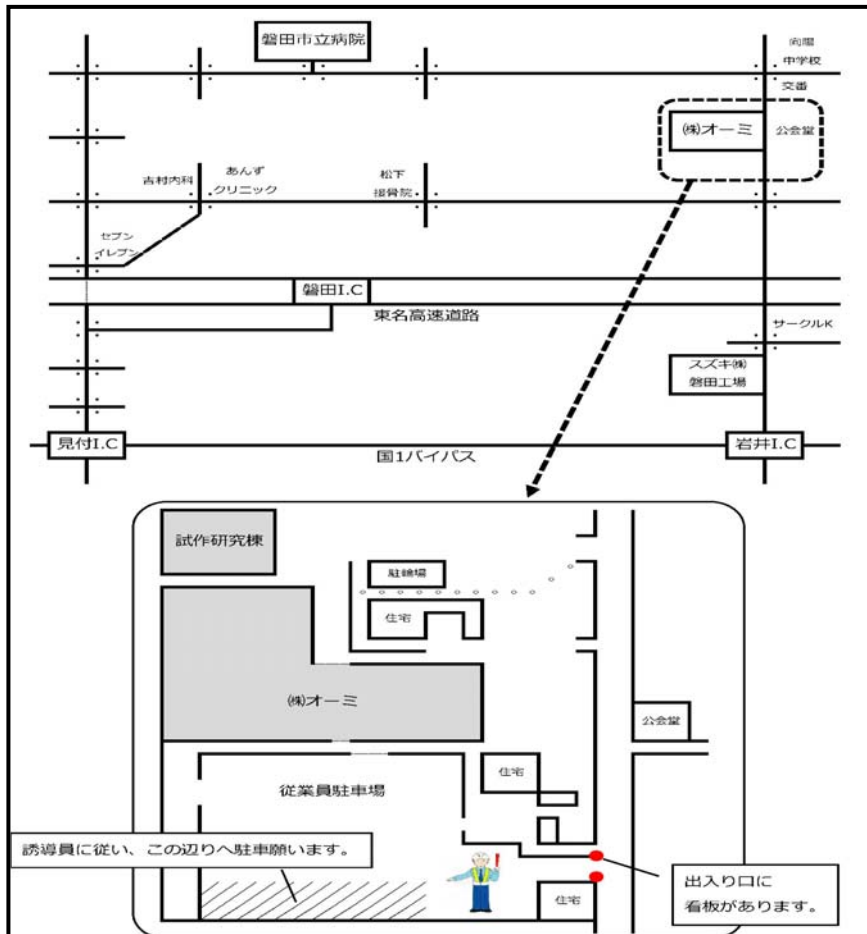 磐田市立病院
向陽
中学校
交番
㈱オーミ
公会堂
吉村内科
あんず
クリニック
松下
接骨院
セブン
イレブン
磐田I.C
東名高速道路
サークルK
スズキ㈱
磐田工場
見付I.C
国1バイパス
岩井I.C
試作研究棟
駐輪場
住宅
㈱オーミ
公会堂
住宅
従業員駐車場
誘導員に従い、この辺りへ駐車願います。
住宅
出入り口に
看板があります。